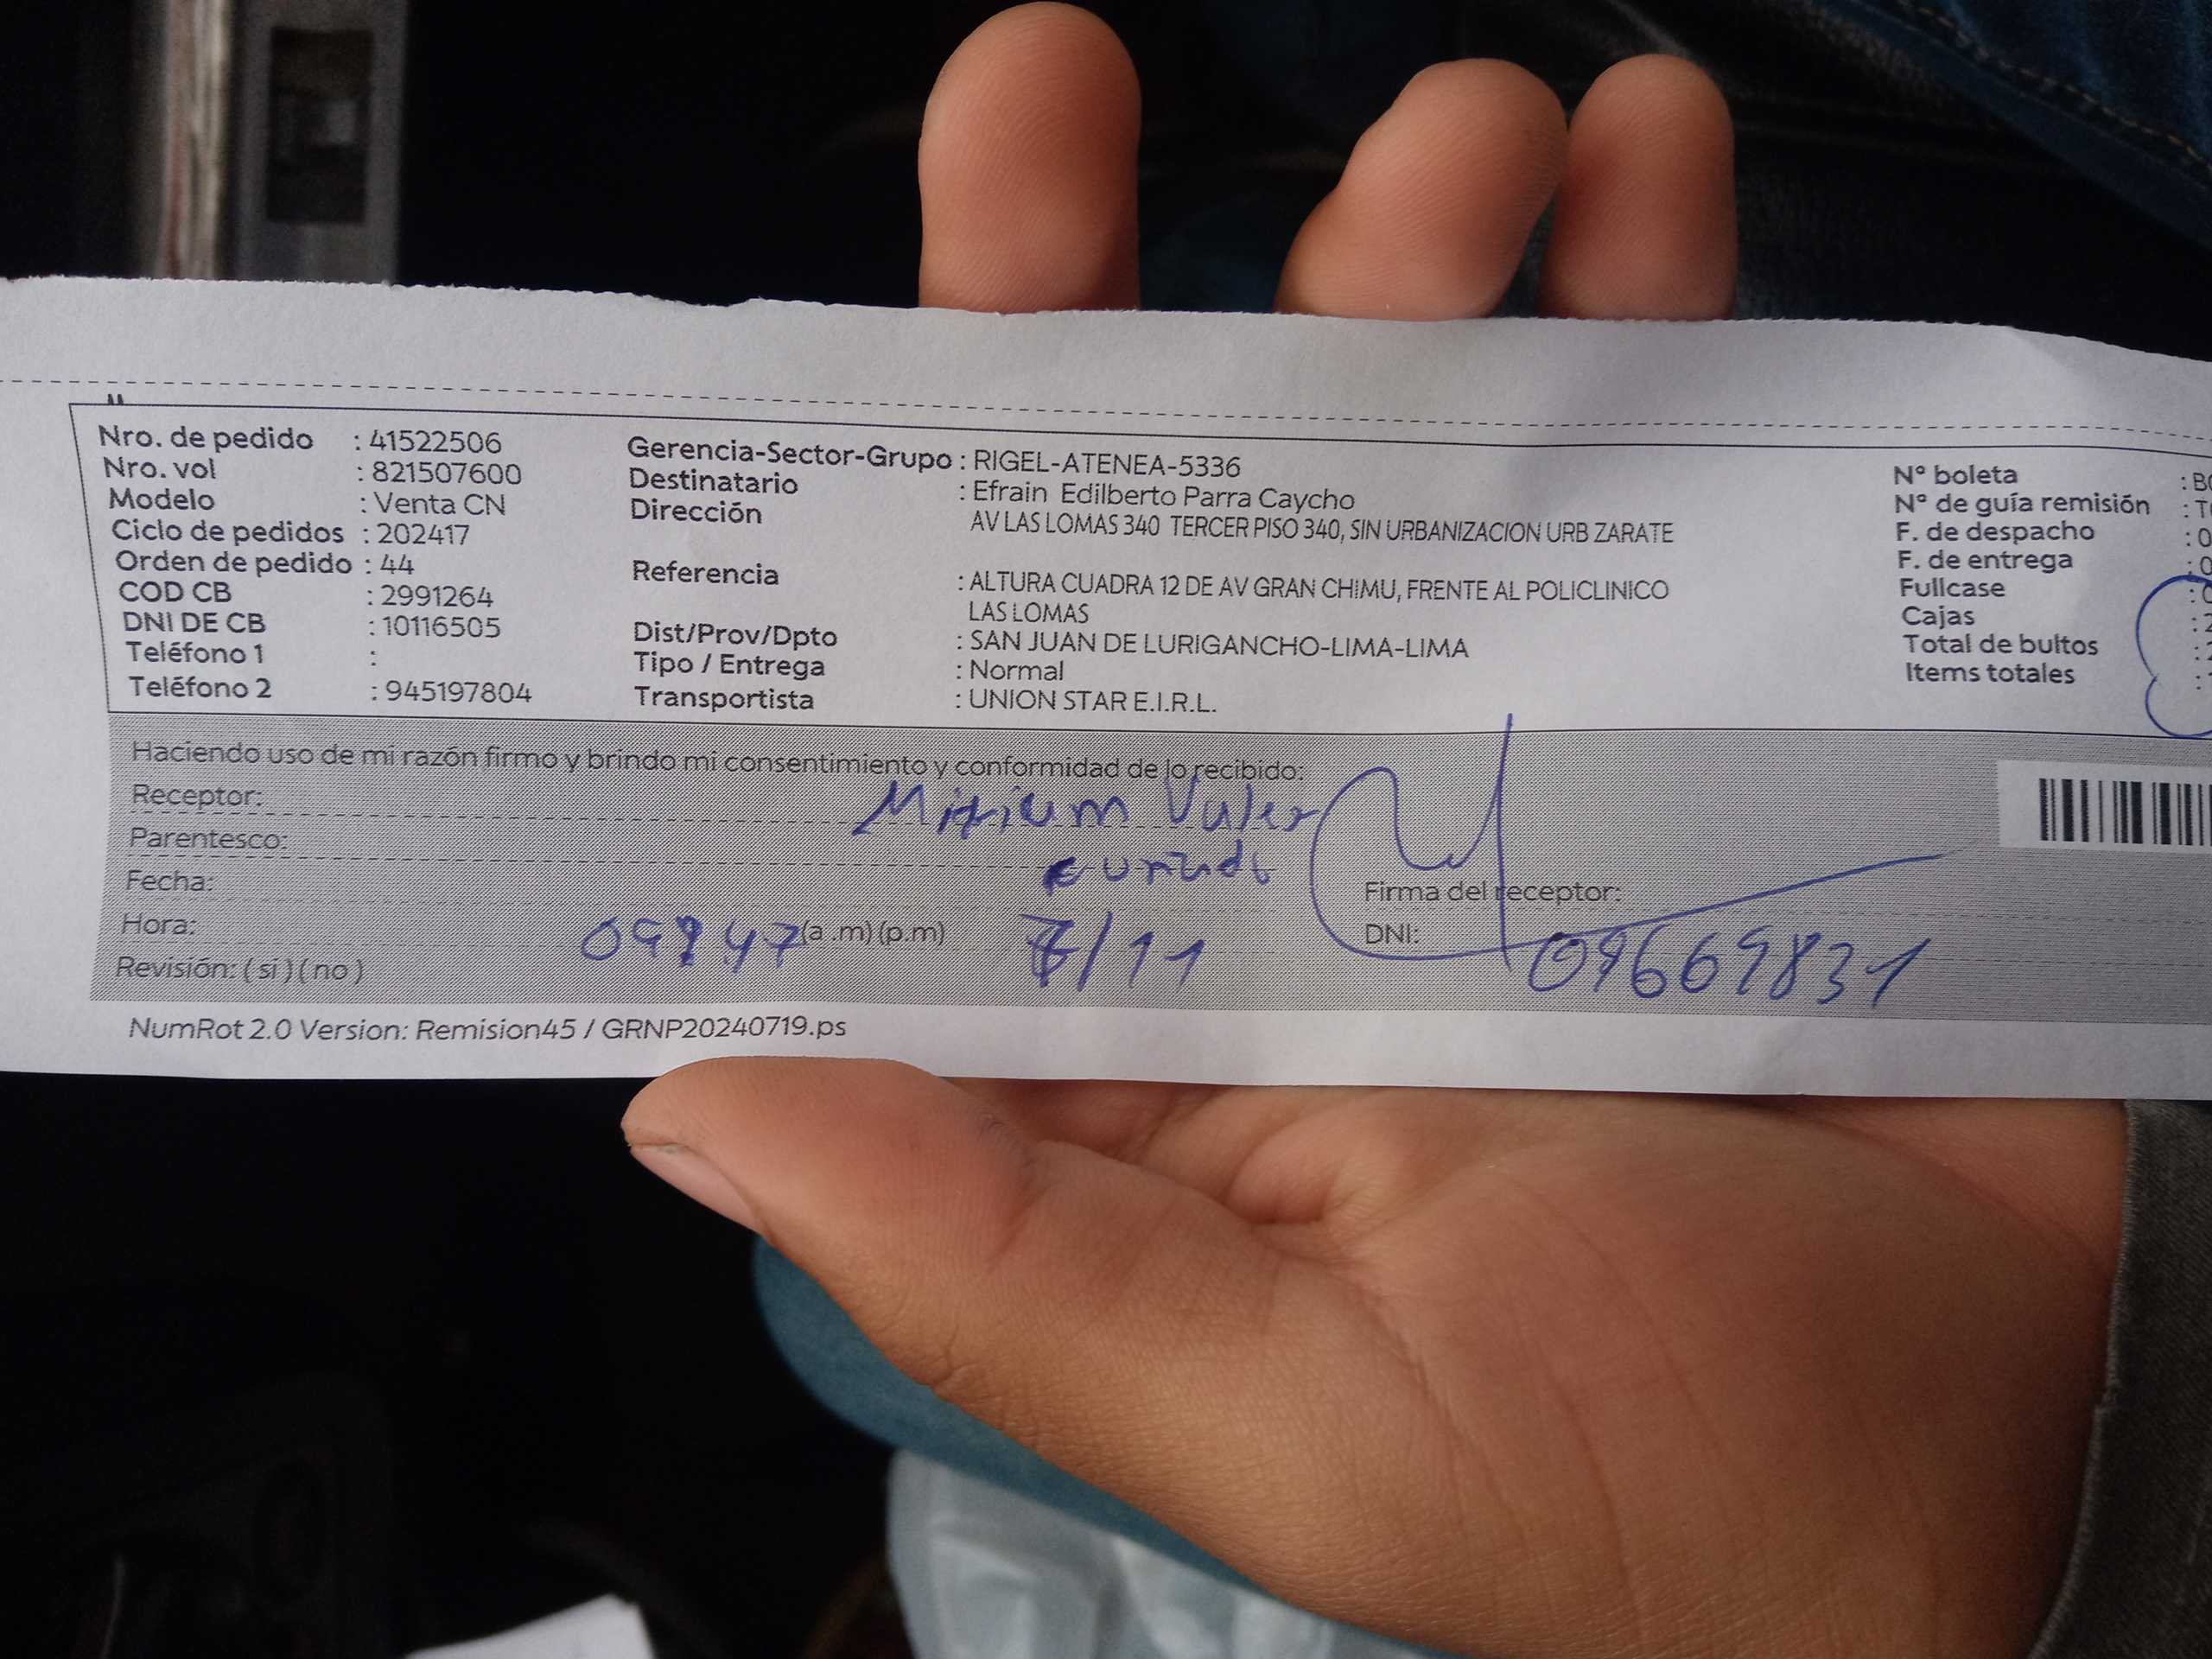 Nro. de pedido : 41522506
Nro. vol : 821507600
Modelo : Venta CN
Ciclo de pedidos : 202417
Orden de pedido : 44
COD CB : 2991264
DNI DE CB : 10116505
Teléfono 1 :
Teléfono 2 : 945197804
Gerencia-Sector-Grupo : RIGEL-ATENEA-5336
Destinatario : Efrain Edilberto Parra Caycho
Dirección AV LAS LOMAS 340 TERCER PISO 340, SIN URBANIZACION URB ZARATE
Referencia : ALTURA CUADRA 12 DE AV GRAN CHIMU, FRENTE AL POLICLINICO
LAS LOMAS
Dist/Prov/Dpto : SAN JUAN DE LURIGANCHO-LIMA-LIMA
Tipo / Entrega : Normal
Transportista : UNION STAR E.I.R.L.
N° boleta :
N° de guía remisión :
F. de despacho :
F. de entrega :
Fullcase :
Cajas :
Total de bultos :
Items totales :
Haciendo uso de mi razón firmo y brindo mi consentimiento y conformidad de lo recibido:
Receptor:
Parentesco:
Fecha: Firma del receptor:
Hora: (a .m) (p.m) 7/11 DNI: 09669831
Revisión: ( si ) ( no )
NumRot 2.0 Version: Remision45 / GRNP20240719.ps